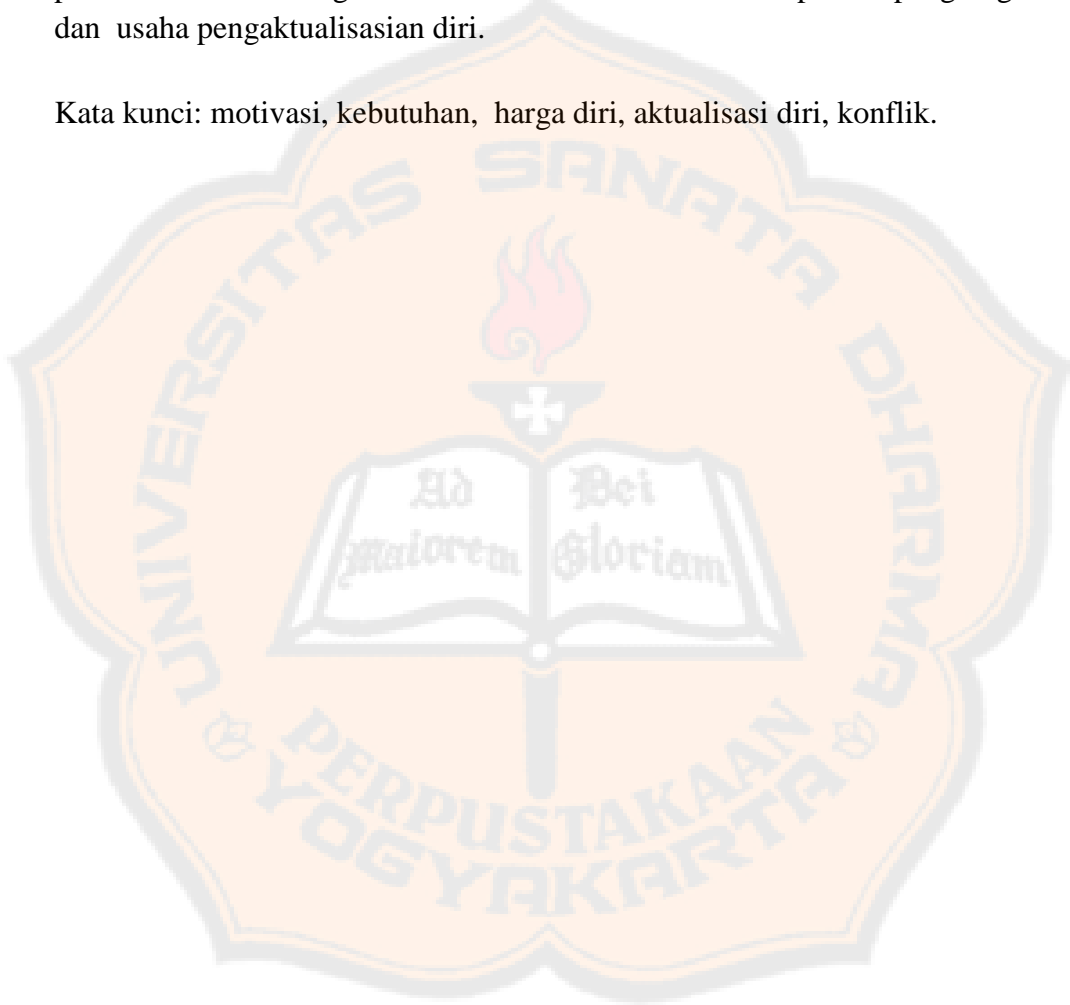 dan usaha pengaktualisasian diri.
Kata kunci: motivasi, kebutuhan, harga diri, aktualisasi diri, konflik.
UNIVERSITAS SANATA DHARMA
Ad Dei
maiorem Gloriam
PERPUSTAKAAN
YOGYAKARTA